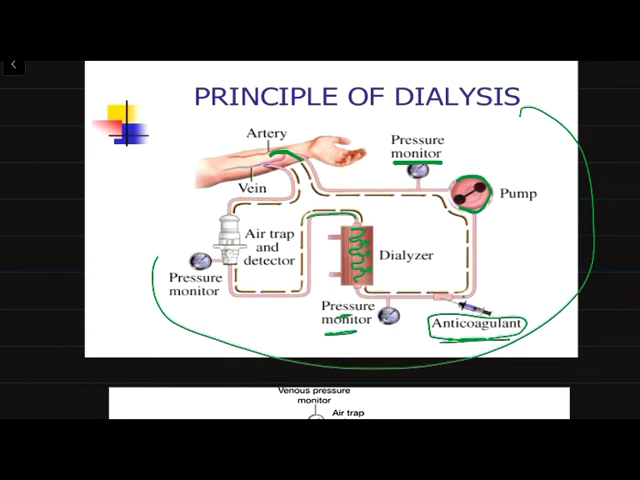 PRINCIPLE OF DIALYSIS
Artery
Pressure
monitor
Pump
Vein
Air trap
and
detector
Dialyzer
Pressure
monitor
Pressure
monitor
Anticoagulant
Venous pressure
monitor
Air trap